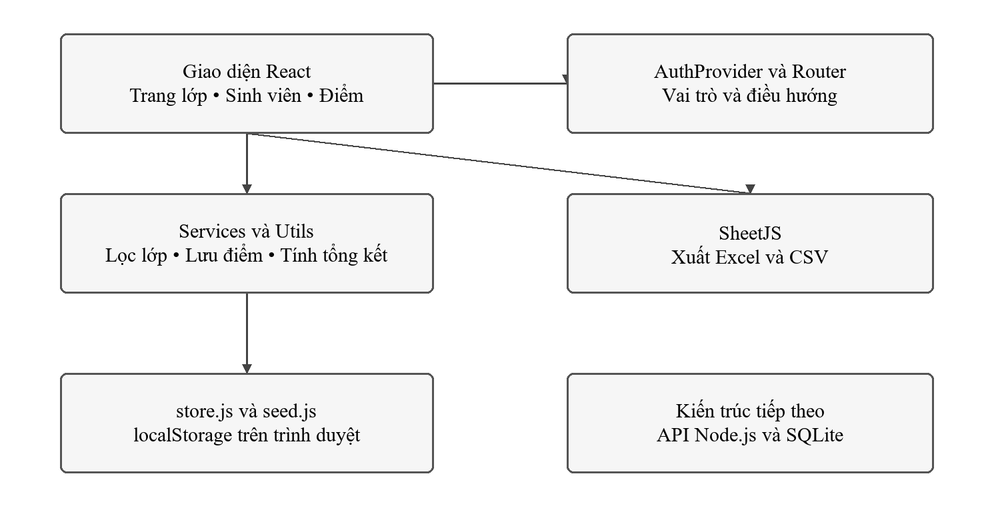 Giao diện React
Trang lớp • Sinh viên • Điểm
AuthProvider và Router
Vai trò và điều hướng
Services và Utils
Lọc lớp • Lưu điểm • Tính tổng kết
SheetJS
Xuất Excel và CSV
store.js và seed.js
localStorage trên trình duyệt
Kiến trúc tiếp theo
API Node.js và SQLite